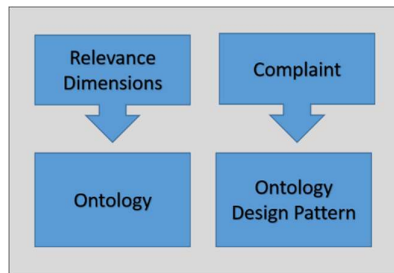 Relevance
Dimensions
Complaint
Ontology
Ontology
Design Pattern